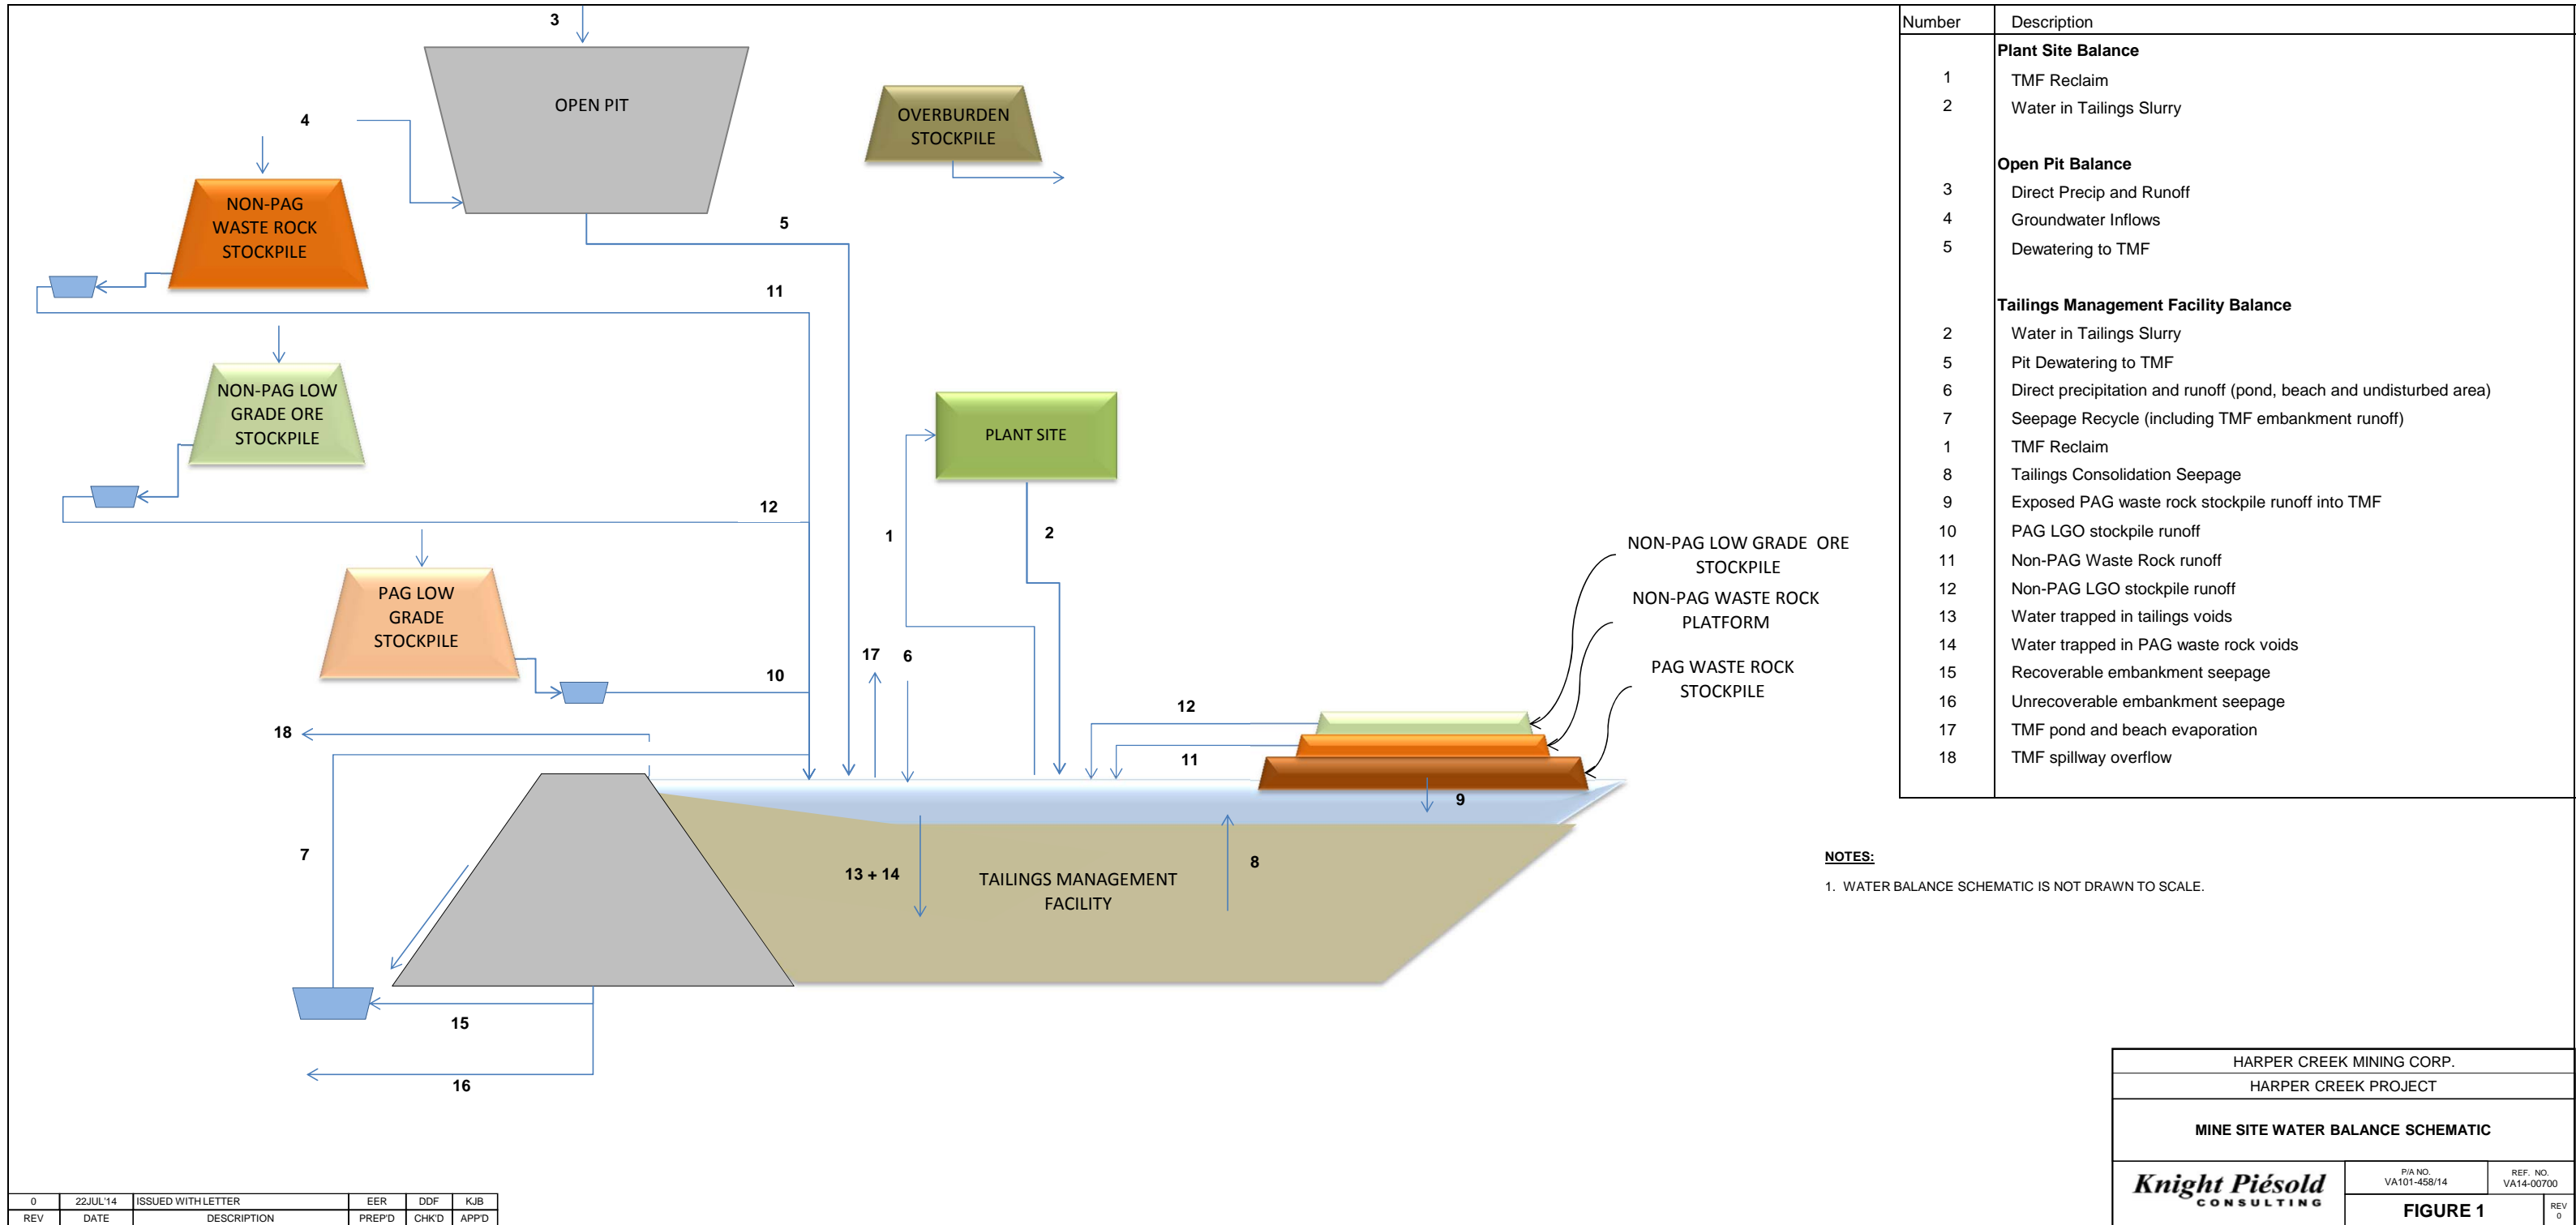 3
OPEN PIT
4
OVERBURDEN
STOCKPILE
NON-PAG
WASTE ROCK
STOCKPILE
5
11
NON-PAG LOW
GRADE ORE
STOCKPILE
12
PLANT SITE
1
2
PAG LOW
GRADE
STOCKPILE
10
17
6
NON-PAG LOW GRADE ORE
STOCKPILE
NON-PAG WASTE ROCK
PLATFORM
PAG WASTE ROCK
STOCKPILE
12
11
18
9
7
13 + 14
8
TAILINGS MANAGEMENT
FACILITY
15
16
Number Description
Plant Site Balance
1 TMF Reclaim
2 Water in Tailings Slurry
Open Pit Balance
3 Direct Precip and Runoff
4 Groundwater Inflows
5 Dewatering to TMF
Tailings Management Facility Balance
2 Water in Tailings Slurry
5 Pit Dewatering to TMF
6 Direct precipitation and runoff (pond, beach and undisturbed area)
7 Seepage Recycle (including TMF embankment runoff)
1 TMF Reclaim
8 Tailings Consolidation Seepage
9 Exposed PAG waste rock stockpile runoff into TMF
10 PAG LGO stockpile runoff
11 Non-PAG Waste Rock runoff
12 Non-PAG LGO stockpile runoff
13 Water trapped in tailings voids
14 Water trapped in PAG waste rock voids
15 Recoverable embankment seepage
16 Unrecoverable embankment seepage
17 TMF pond and beach evaporation
18 TMF spillway overflow
NOTES:
1. WATER BALANCE SCHEMATIC IS NOT DRAWN TO SCALE.
HARPER CREEK MINING CORP.
HARPER CREEK PROJECT
MINE SITE WATER BALANCE SCHEMATIC
Knight Piésold
CONSULTING
P/A NO.
VA101-458/14
REF. NO.
VA14-00700
FIGURE 1
REV
0
0 22JUL'14 ISSUED WITH LETTER EER DDF KJB
REV DATE DESCRIPTION PREP'D CHK'D APP'D